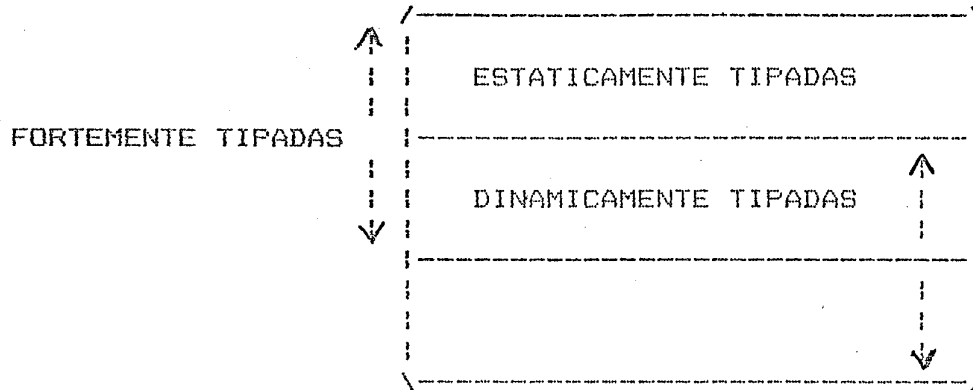 ESTATICAMENTE TIPADAS
FORTEMENTE TIPADAS
DINAMICAMENTE TIPADAS